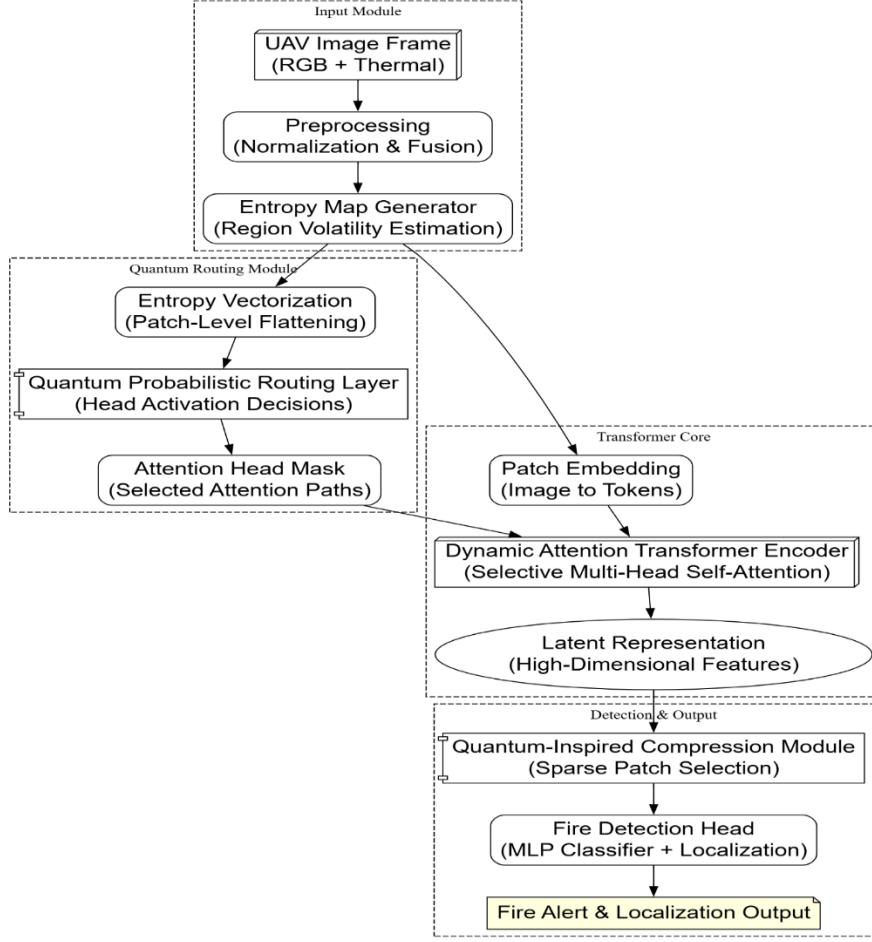 Input Module
UAV Image Frame
(RGB + Thermal)
Preprocessing
(Normalization & Fusion)
Entropy Map Generator
(Region Volatility Estimation)
Quantum Routing Module
Entropy Vectorization
(Patch-Level Flattening)
Quantum Probabilistic Routing Layer
(Head Activation Decisions)
Attention Head Mask
(Selected Attention Paths)
Transformer Core
Patch Embedding
(Image to Tokens)
Dynamic Attention Transformer Encoder
(Selective Multi-Head Self-Attention)
Latent Representation
(High-Dimensional Features)
Detection & Output
Quantum-Inspired Compression Module
(Sparse Patch Selection)
Fire Detection Head
(MLP Classifier + Localization)
Fire Alert & Localization Output